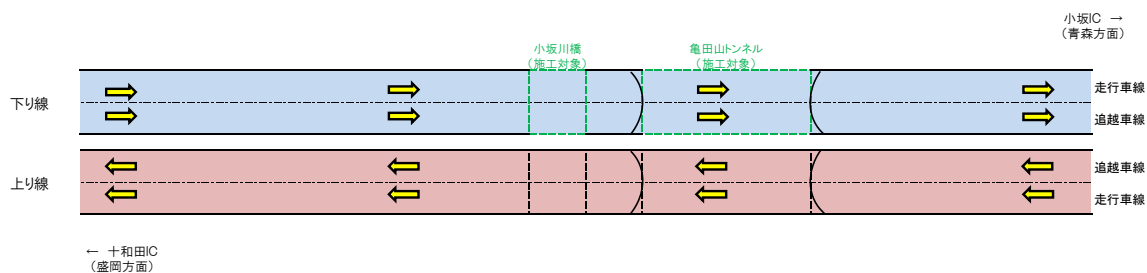 小坂IC →
（青森方面）
小坂川橋
（施工対象）
亀田山トンネル
（施工対象）
下り線
走行車線
追越車線
上り線
追越車線
走行車線
← 十和田IC
（盛岡方面）